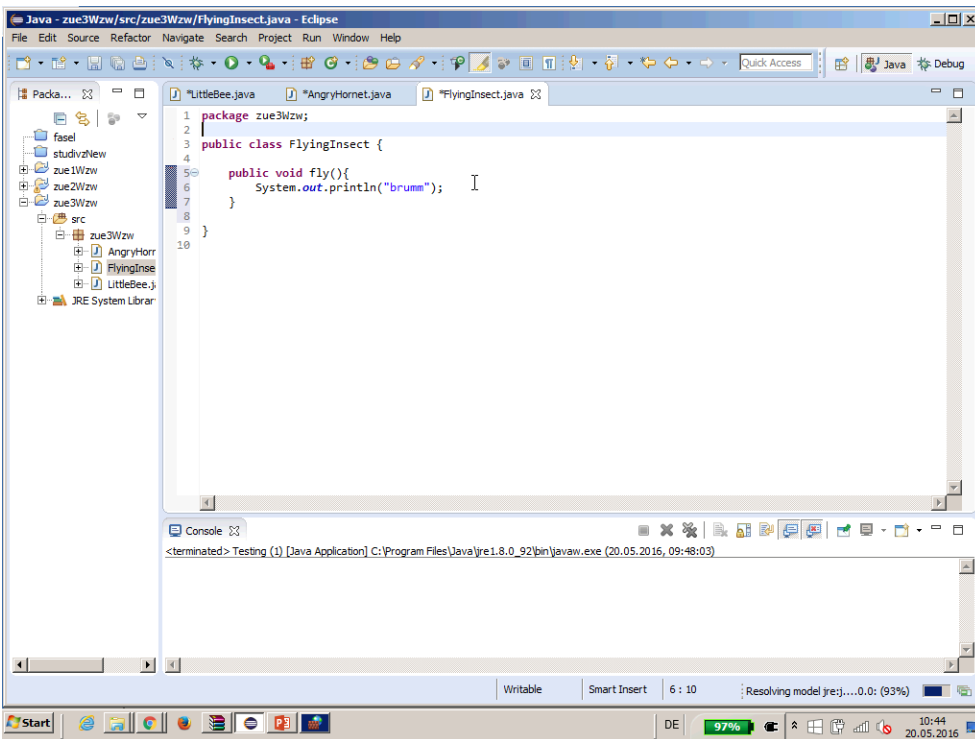 Java - zue3Wzw/src/zue3Wzw/FlyingInsect.java - Eclipse
File Edit Source Refactor Navigate Search Project Run Window Help
Quick Access Java Debug
Packa...
fasel
studivzNew
zue1Wzw
zue2Wzw
zue3Wzw
src
zue3Wzw
AngryHorr
FlyingInse
LittleBee.j
JRE System Librar
*LittleBee.java *AngryHornet.java *FlyingInsect.java
1 package zue3Wzw;
2
3 public class FlyingInsect {
4
5 public void fly(){
6 System.out.println("brumm");
7 }
8
9 }
10
Console
<terminated> Testing (1) [Java Application] C:\Program Files\Java\jre1.8.0_92\bin\javaw.exe (20.05.2016, 09:48:03)
Writable Smart Insert 6 : 10 Resolving model jre:j....0.0: (93%)
Start DE 97% 10:44
20.05.2016